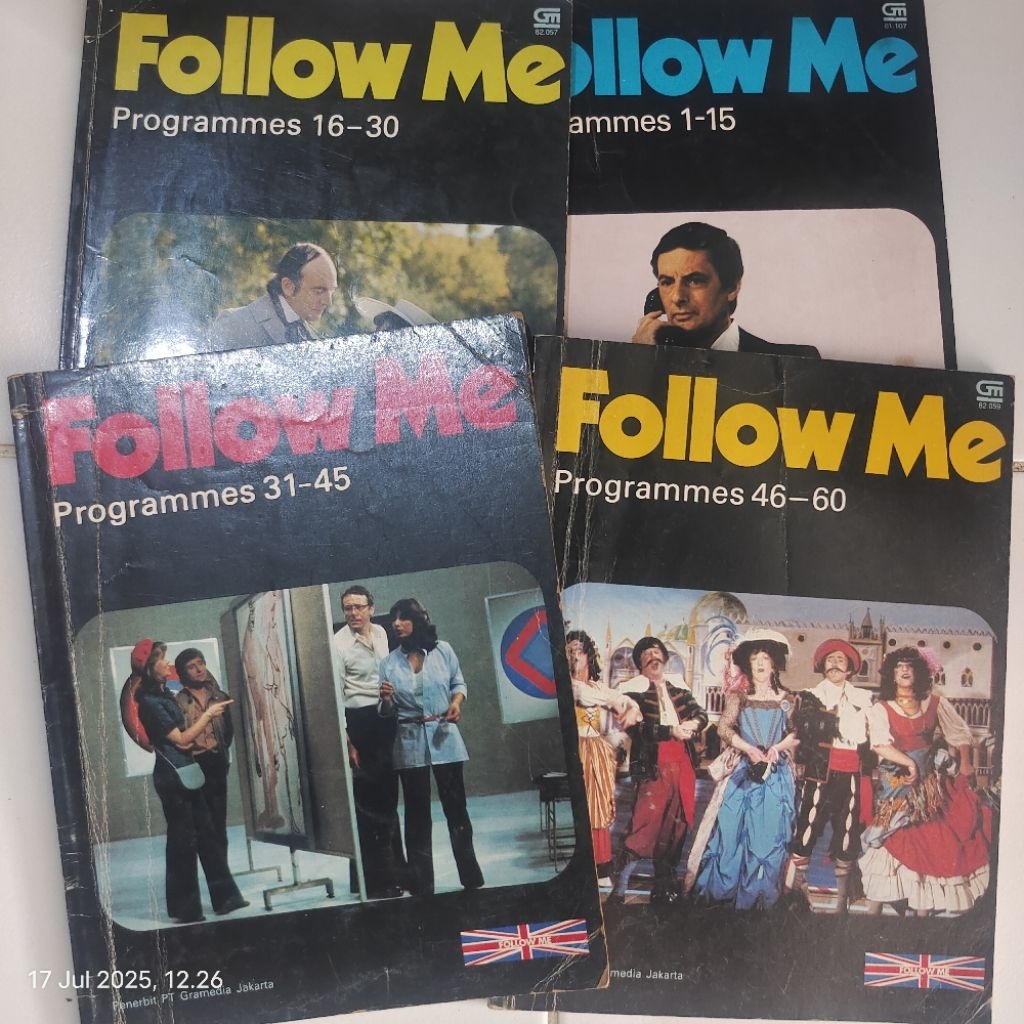 Follow Me
GM
82.057
Programmes 16–30
ollow Me
GM
81.107
ammes 1-15
Follow Me
Programmes 31-45
FOLLOW ME
Penerbit PT Gramedia Jakarta
Follow Me
GM
82.059
Programmes 46–60
FOLLOW ME
media Jakarta
17 Jul 2025, 12.26